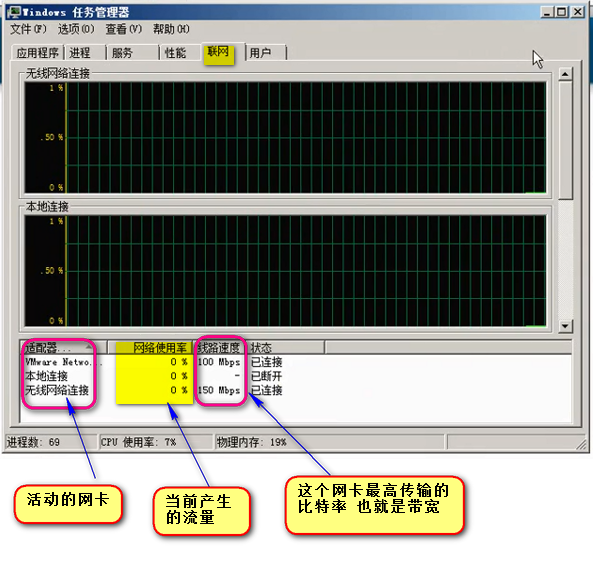 Windows 任务管理器
文件(F) 选项(O) 查看(V) 帮助(H)
应用程序 进程 服务 性能 联网 用户
无线网络连接
1 %
.50 %
0 %
本地连接
1 %
.50 %
0 %
适配器... 网络使用率 线路速度 状态
VMware Netwo... 0 % 100 Mbps 已连接
本地连接 0 % - 已断开
无线网络连接 0 % 150 Mbps 已连接
进程数: 69 CPU 使用率: 7% 物理内存: 19%
活动的网卡
当前产生
的流量
这个网卡最高传输的
比特率 也就是带宽